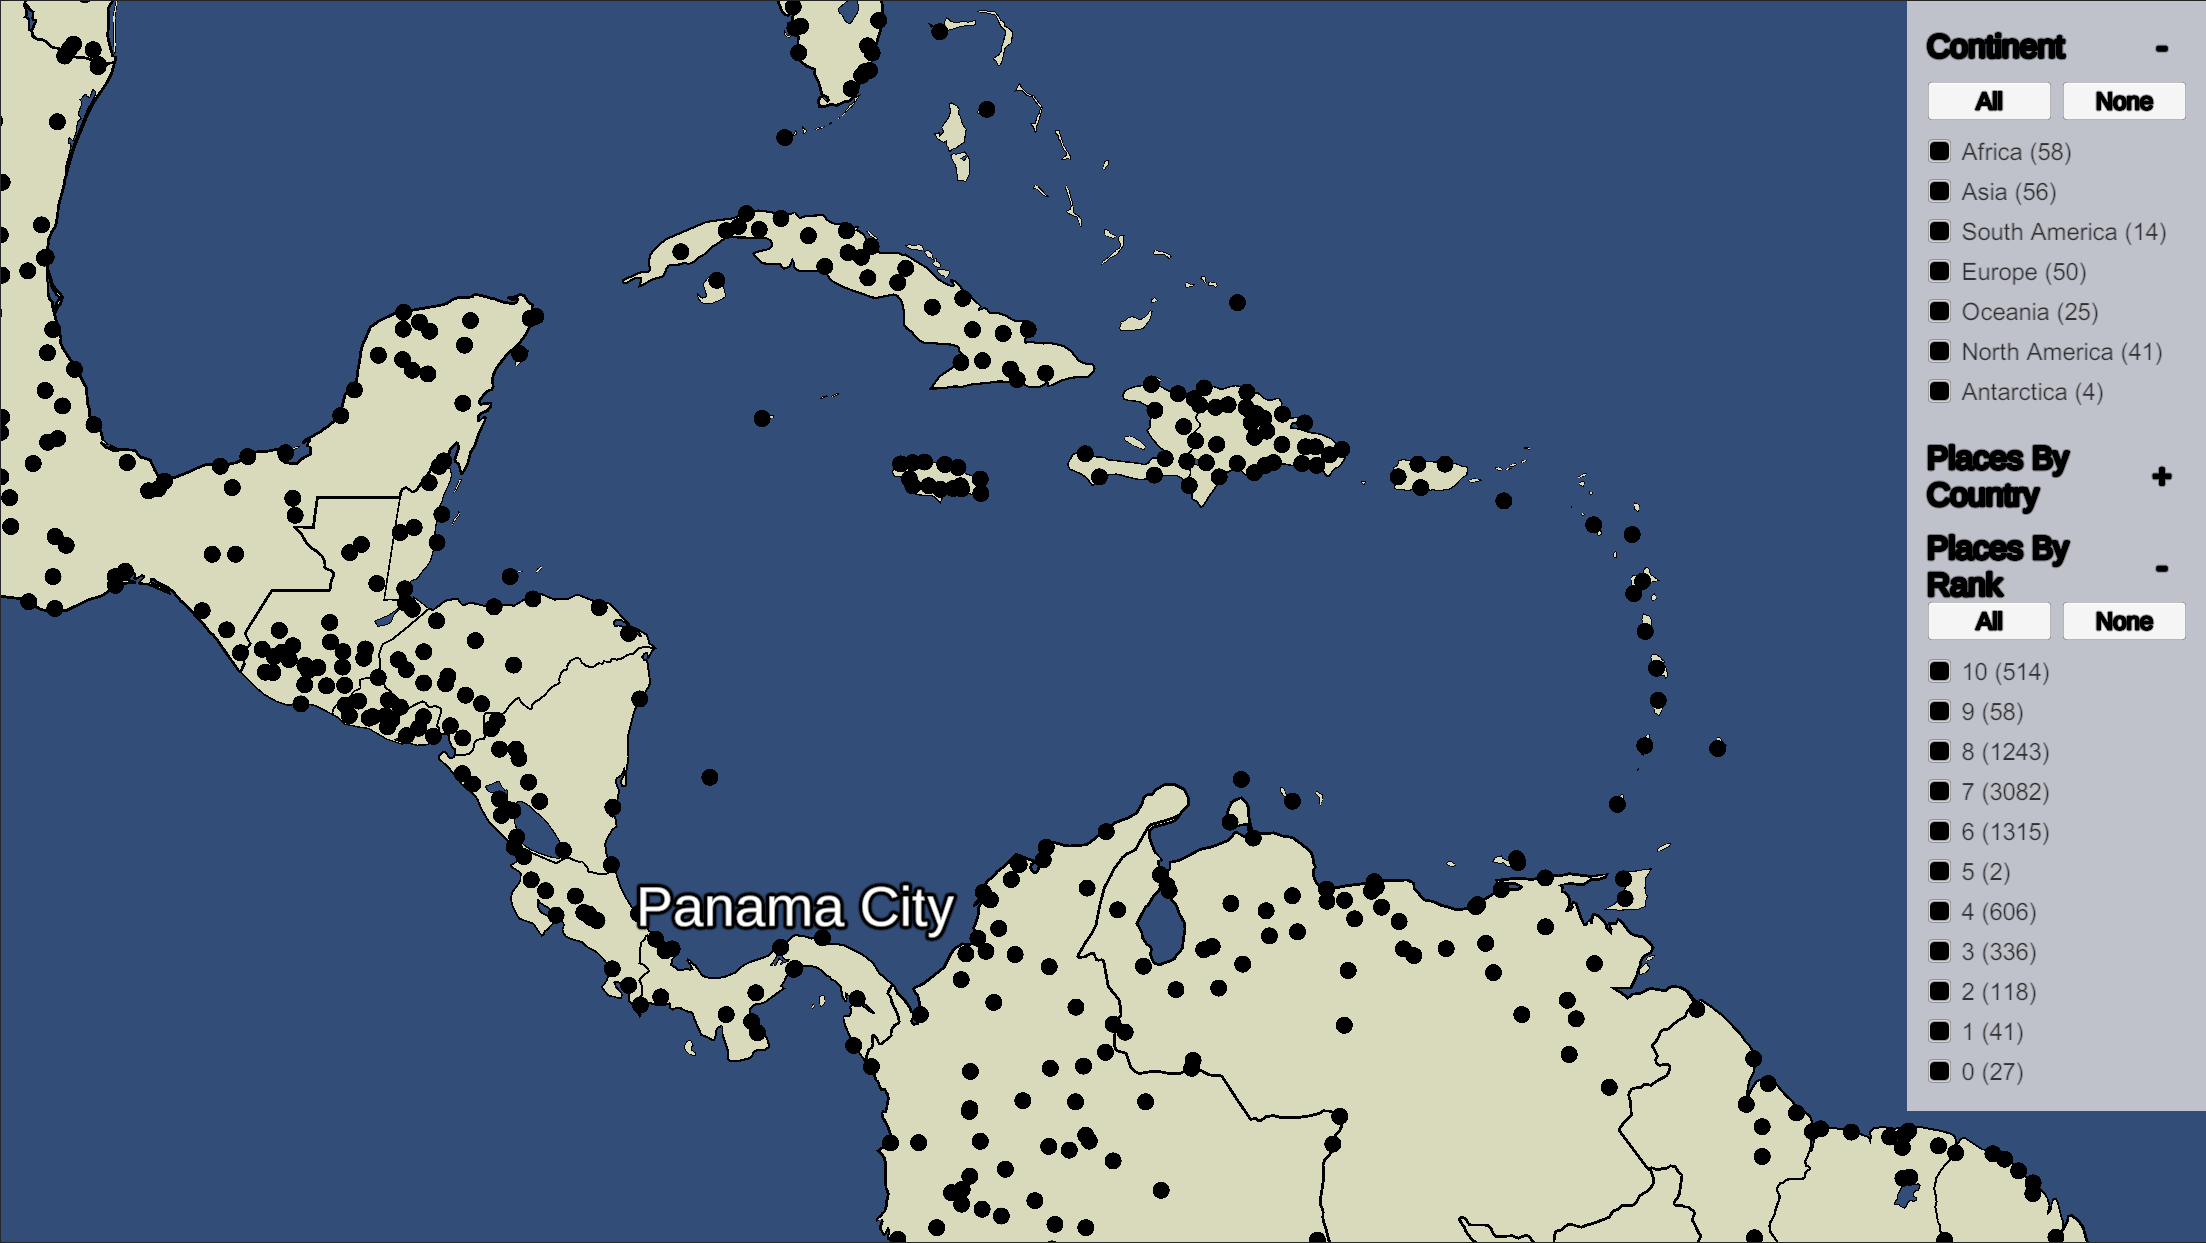 Continent -
All None
Africa (58)
Asia (56)
South America (14)
Europe (50)
Oceania (25)
North America (41)
Antarctica (4)
Places By
Country +
Places By
Rank -
All None
10 (514)
9 (58)
8 (1243)
7 (3082)
6 (1315)
5 (2)
4 (606)
3 (336)
2 (118)
1 (41)
0 (27)
Panama City